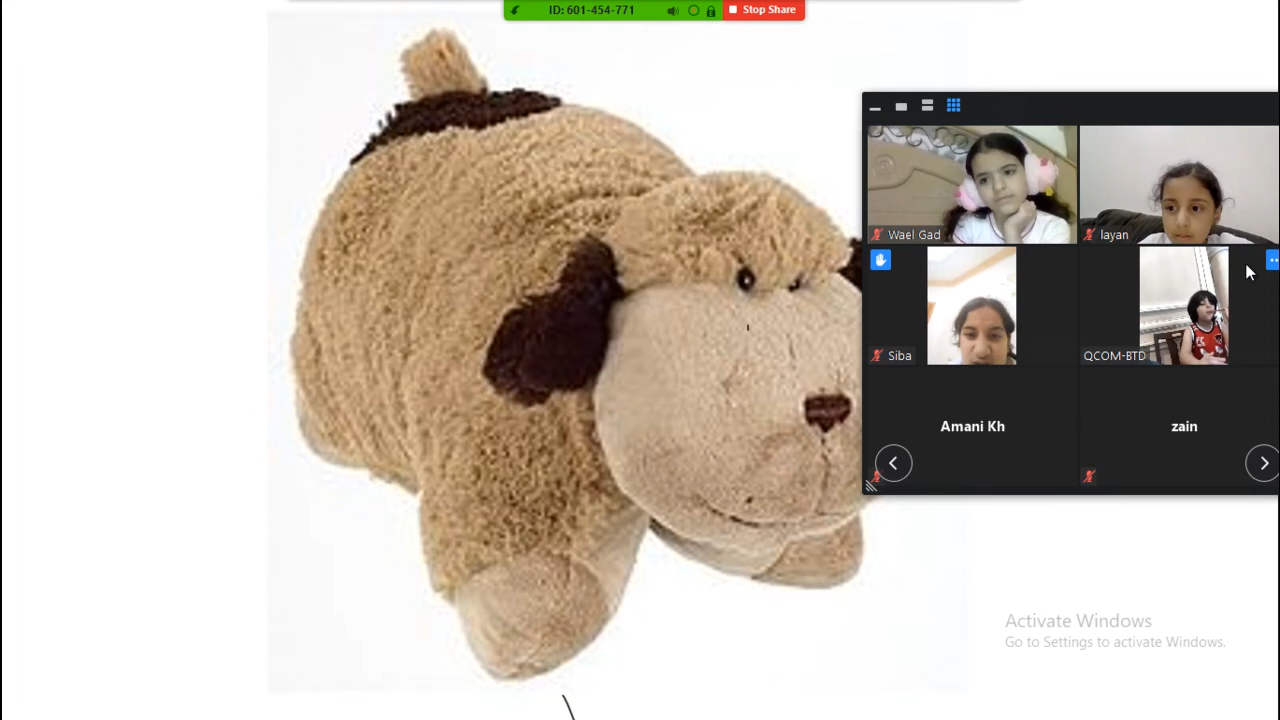 ID: 601-454-771
Stop Share
Wael Gad
layan
Siba
QCOM-BTD
Amani Kh
zain
Activate Windows
Go to Settings to activate Windows.